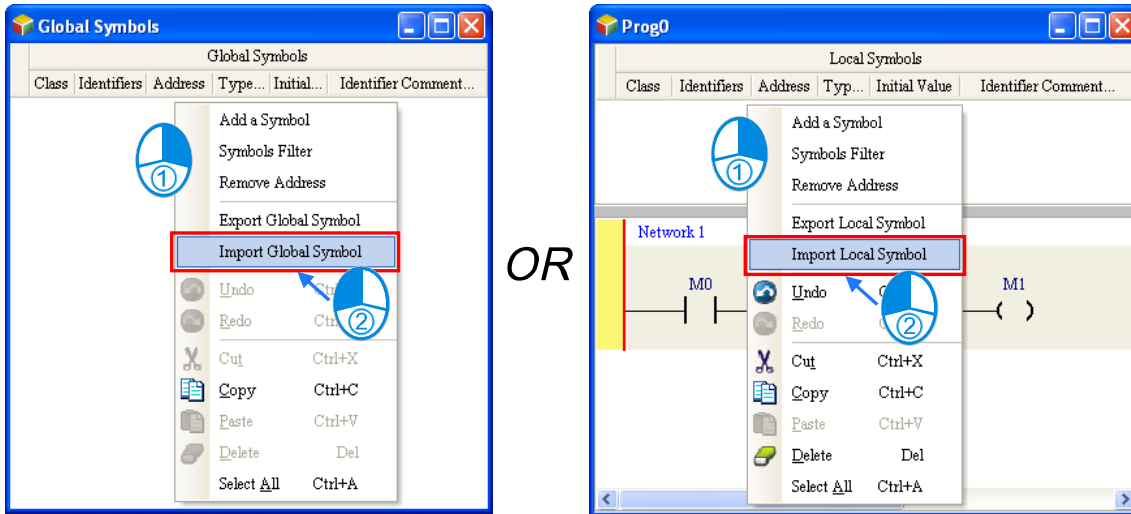 Global Symbols
Global Symbols
Class Identifiers Address Type... Initial... Identifier Comment...
Add a Symbol
Symbols Filter
Remove Address
Export Global Symbol
Import Global Symbol
Undo
Redo
Cut Ctrl+X
Copy Ctrl+C
Paste Ctrl+V
Delete Del
Select All Ctrl+A
1
2
OR
Prog0
Local Symbols
Class Identifiers Address Typ... Initial Value Identifier Comment...
Add a Symbol
Symbols Filter
Remove Address
Export Local Symbol
Import Local Symbol
Undo
Redo
Cut Ctrl+X
Copy Ctrl+C
Paste Ctrl+V
Delete Del
Select All Ctrl+A
1
2
Network 1
M0
M1